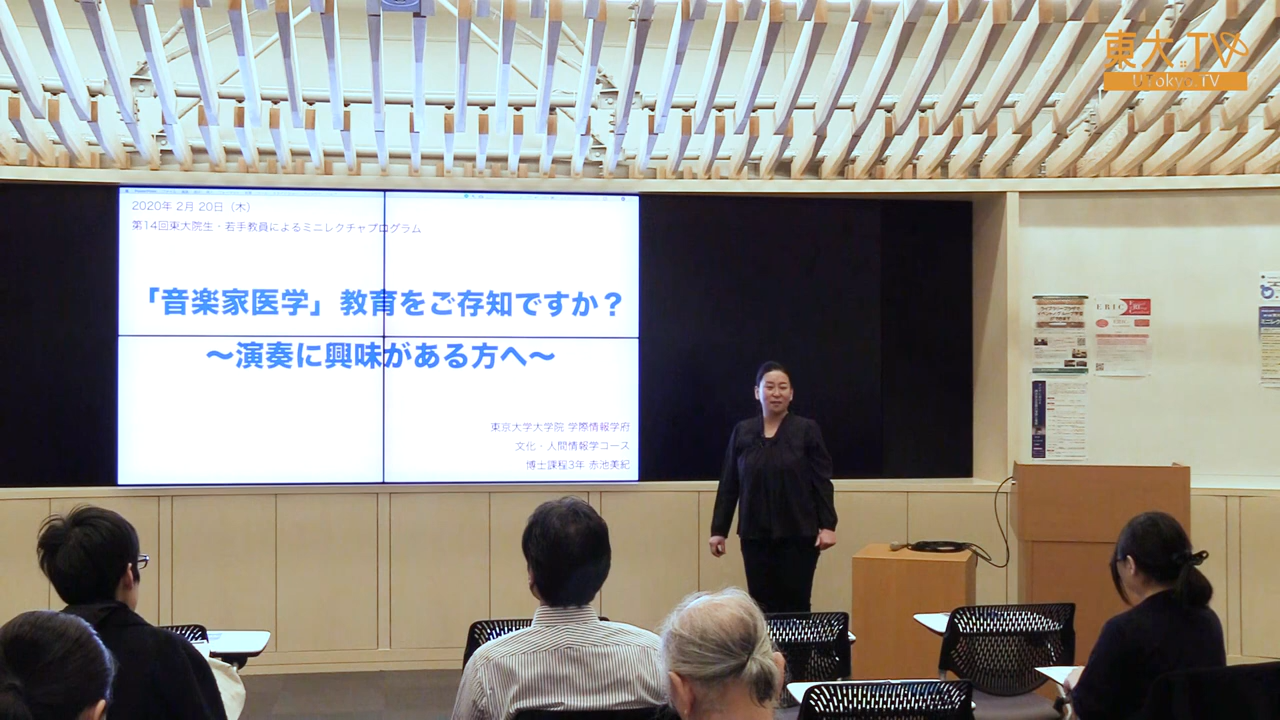 東大.TV
UTokyo.TV
2020年 2月 20日（木）
第14回東大院生・若手教員によるミニレクチャプログラム
「音楽家医学」教育をご存知ですか？
〜演奏に興味がある方へ〜
東京大学大学院 学際情報学府
文化・人間情報学コース
博士課程3年 赤池美紀